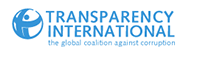 TRANSPARENCY
INTERNATIONAL
the global coalition against corruption